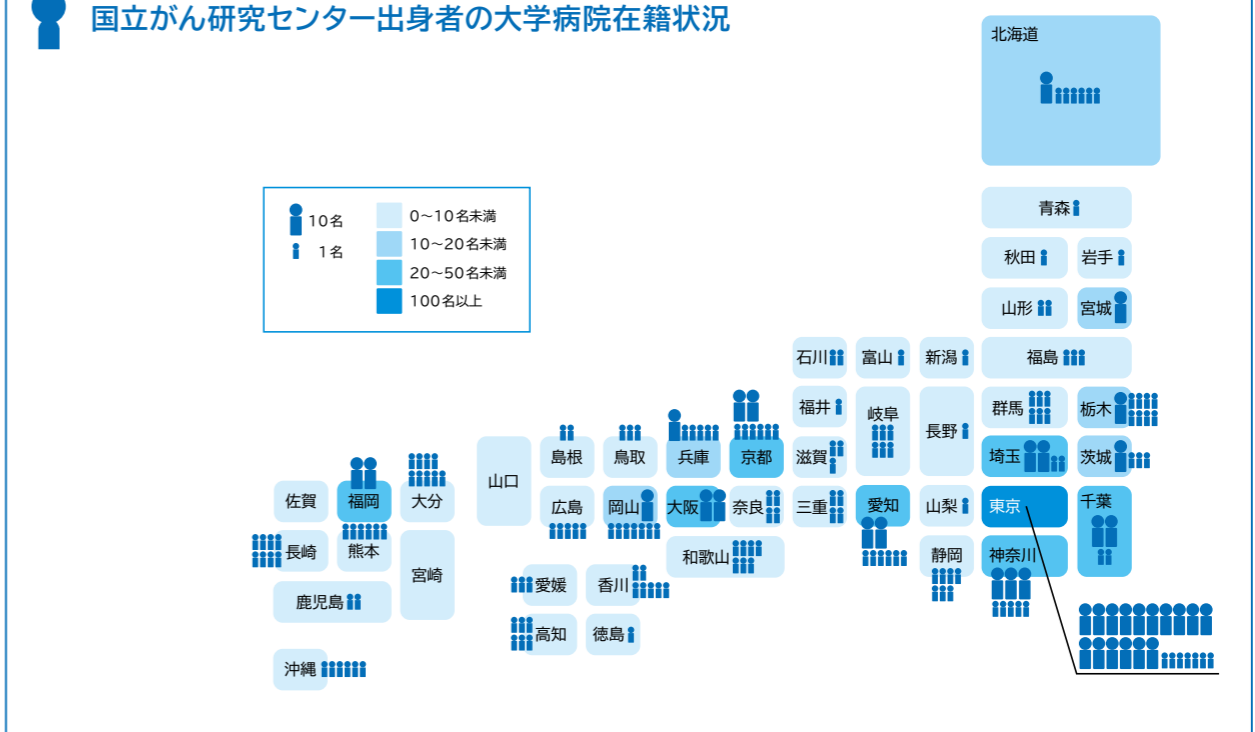 国立がん研究センター出身者の大学病院在籍状況
北海道
10名
1名
0～10名未満
10～20名未満
20～50名未満
100名以上
青森
秋田
岩手
山形
宮城
石川
富山
新潟
福島
福井
岐阜
長野
群馬
栃木
島根
鳥取
兵庫
京都
滋賀
埼玉
茨城
山口
佐賀
福岡
大分
広島
岡山
大阪
奈良
三重
愛知
山梨
東京
千葉
長崎
熊本
宮崎
和歌山
静岡
神奈川
鹿児島
愛媛
香川
高知
徳島
沖縄